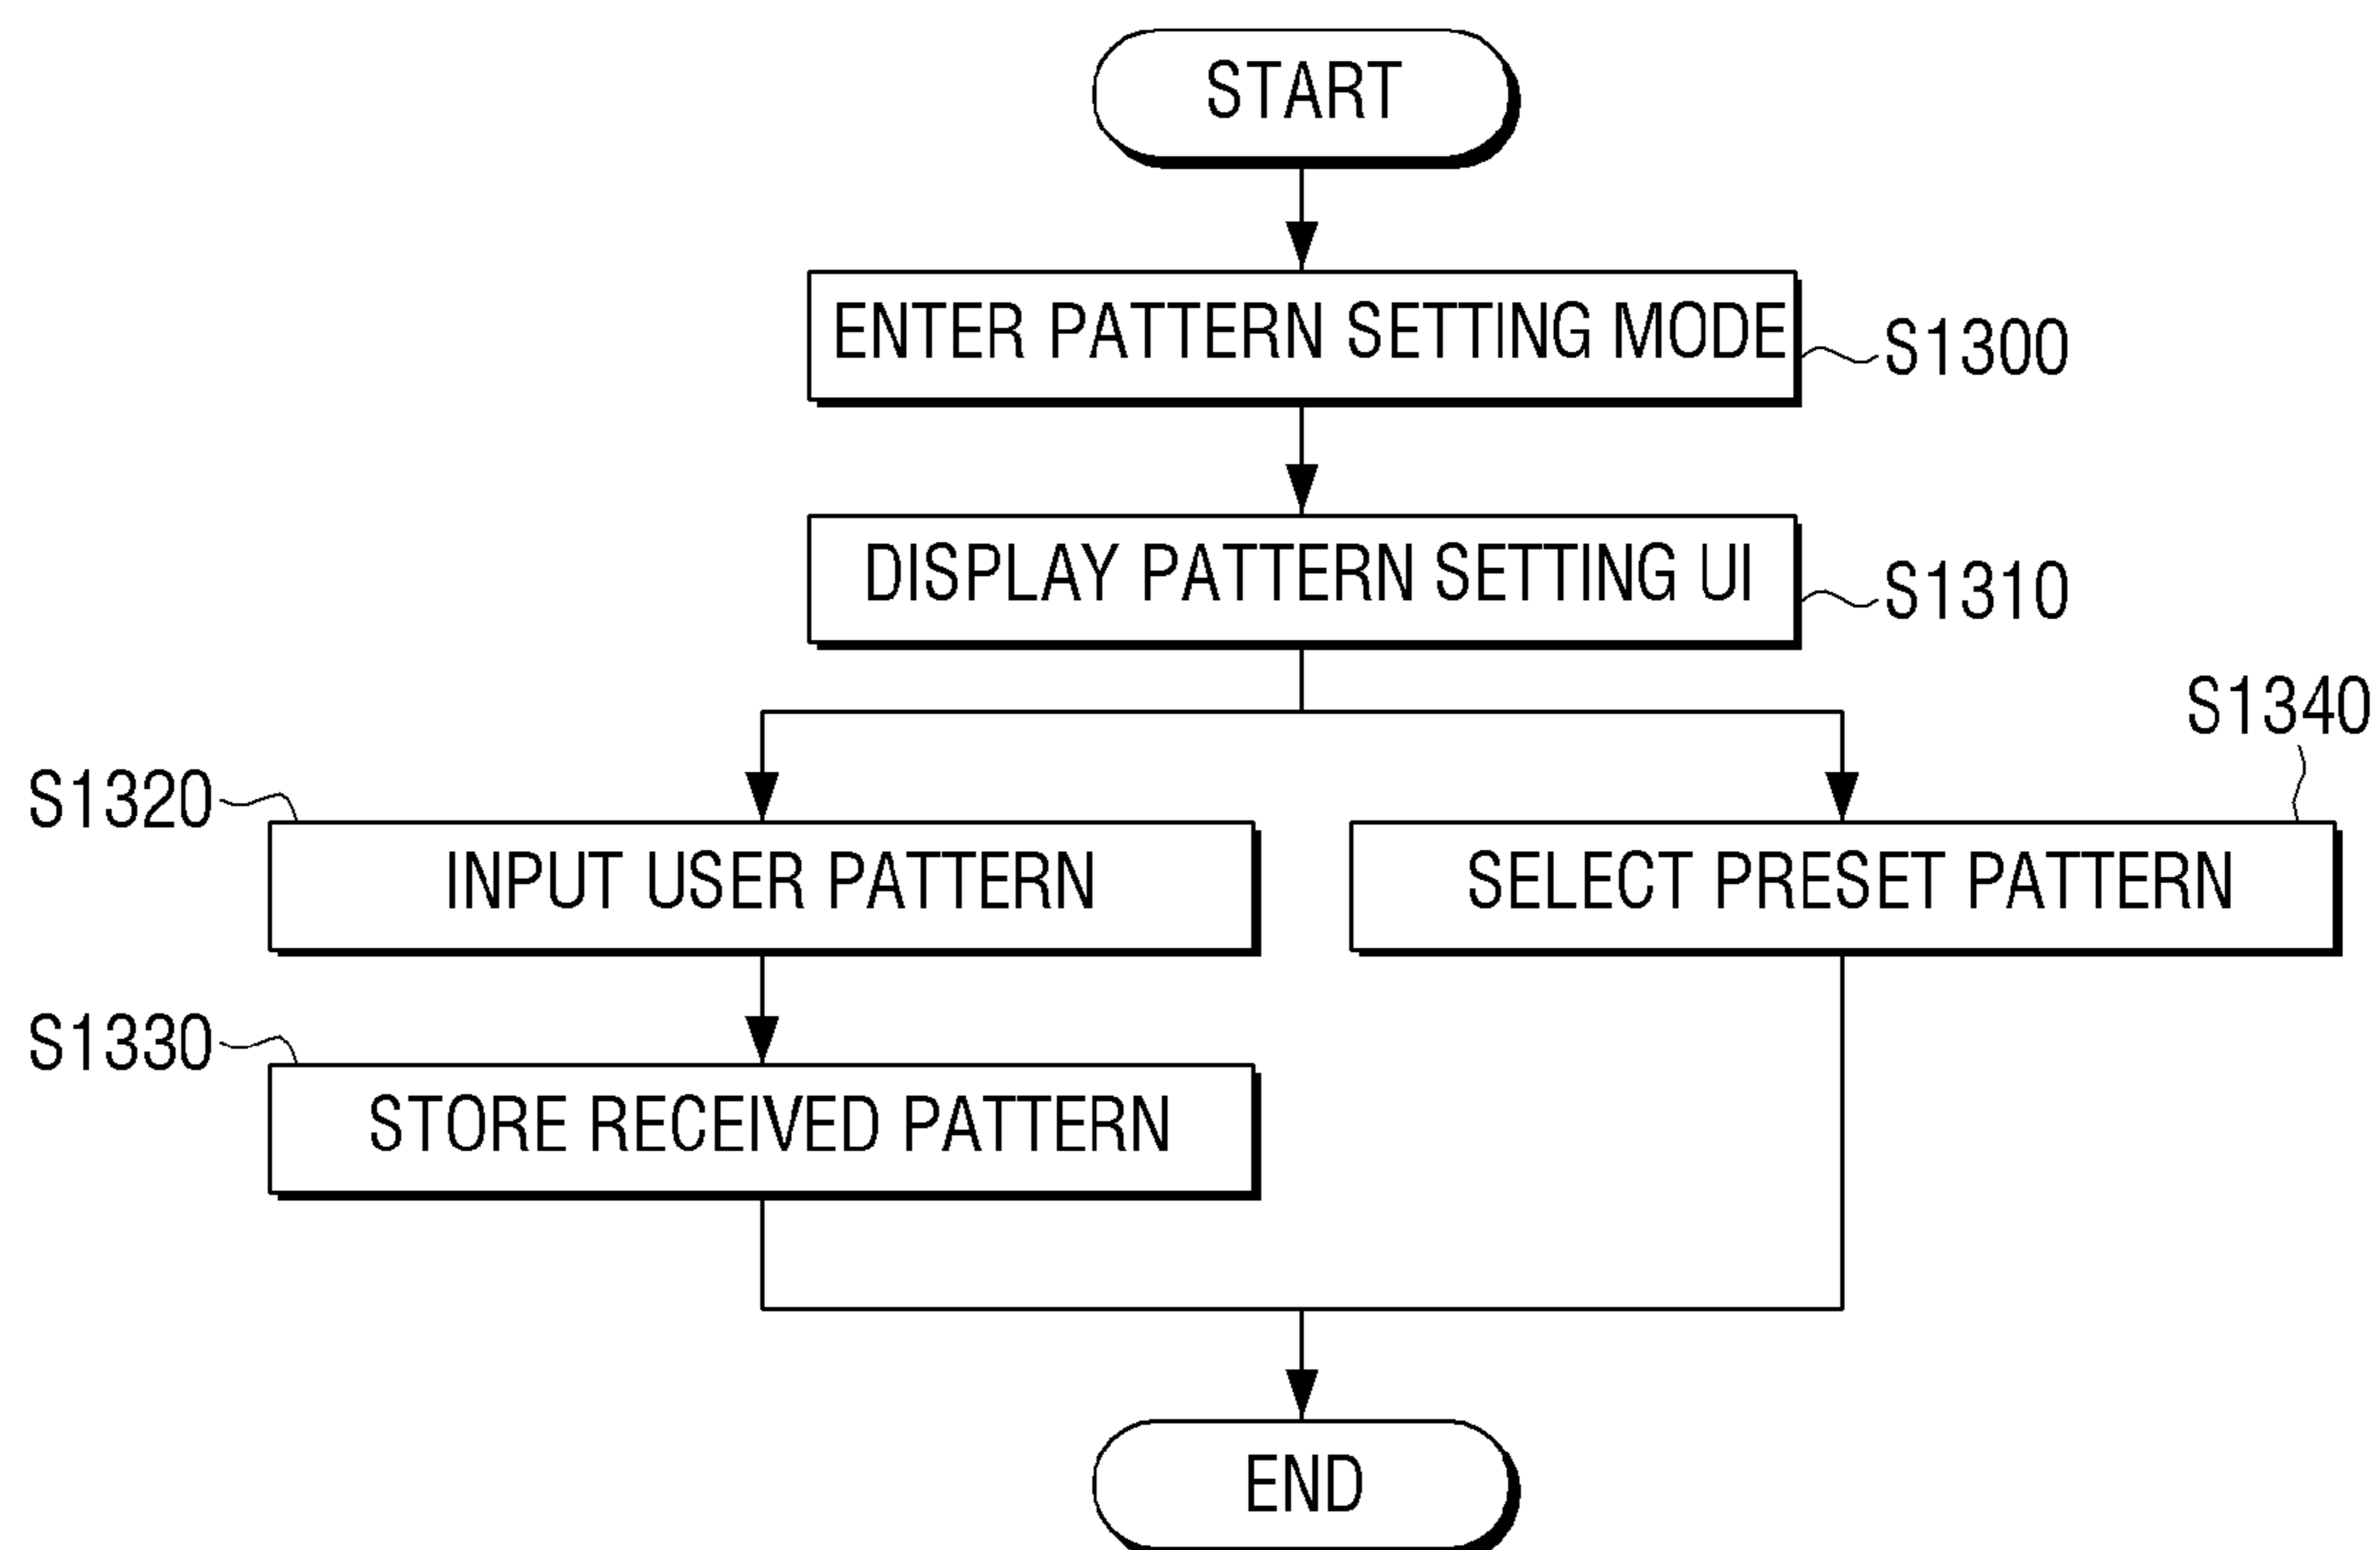 START
ENTER PATTERN SETTING MODE
S1300
DISPLAY PATTERN SETTING UI
S1310
S1340
S1320
INPUT USER PATTERN
SELECT PRESET PATTERN
S1330
STORE RECEIVED PATTERN
END